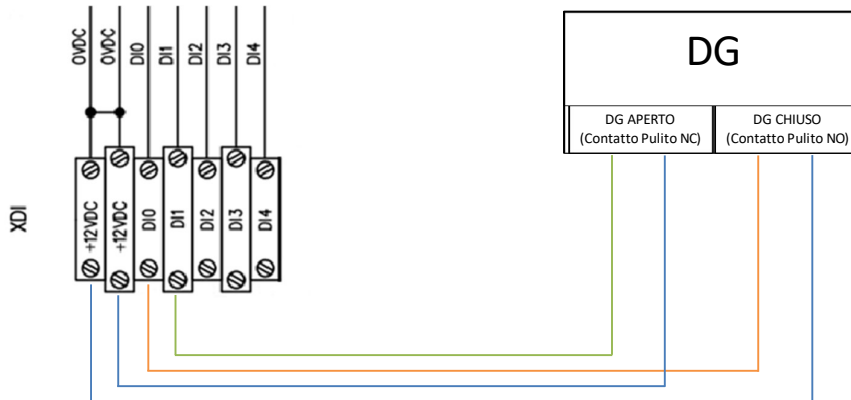 0VDC
0VDC
DI0
DI1
DI2
DI3
DI4
DG
DG APERTO
(Contatto Pulito NC)
DG CHIUSO
(Contatto Pulito NO)
XDI
+12VDC
+12VDC
DI0
DI1
DI2
DI3
DI4